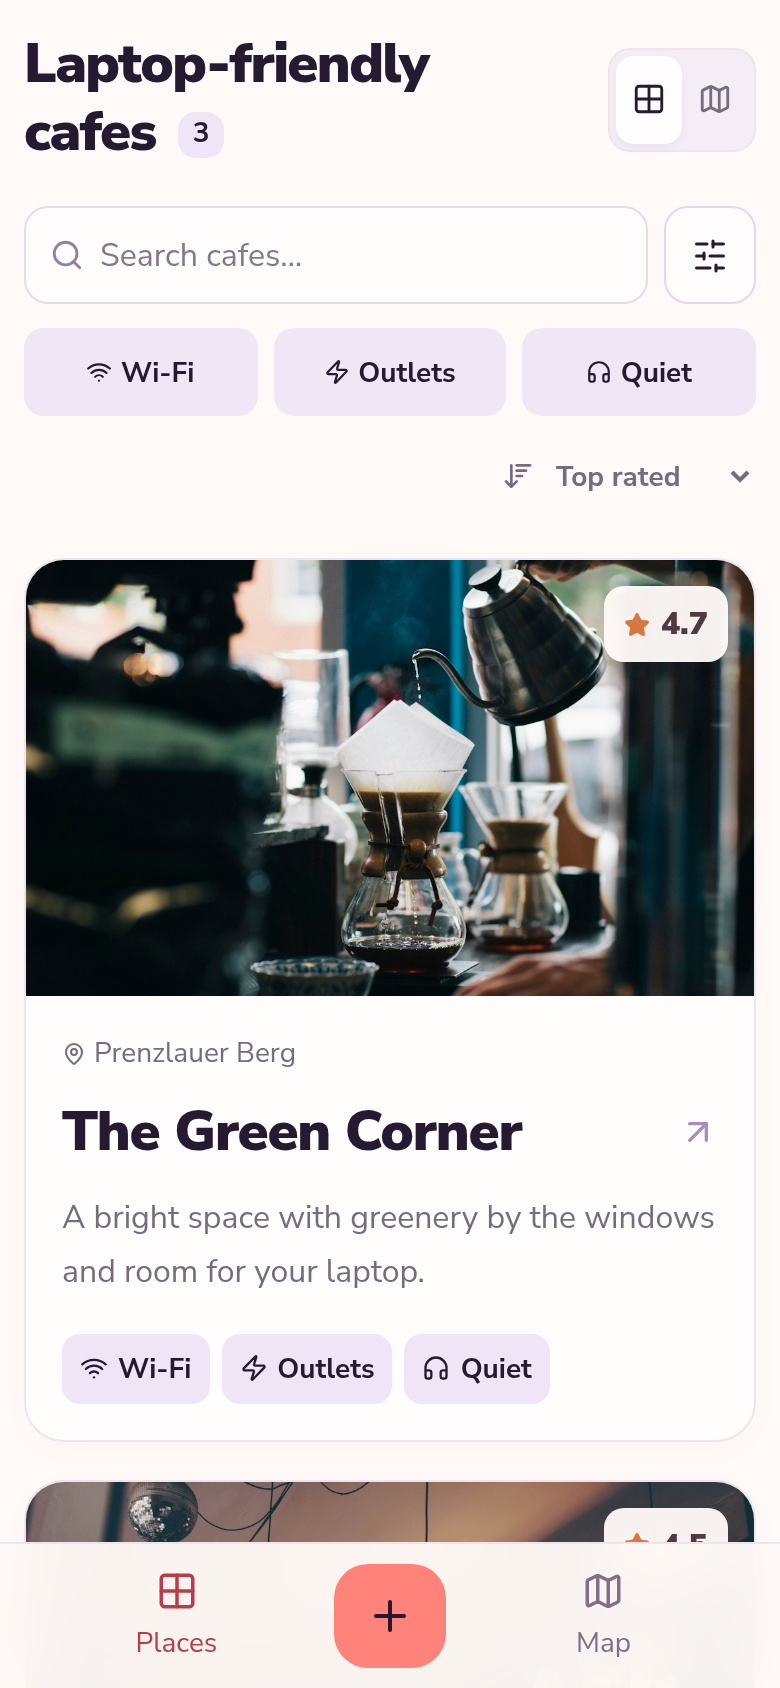 Laptop-friendly
cafes 3
Search cafes...
Wi-Fi Outlets Quiet
Top rated
4.7
Prenzlauer Berg
The Green Corner
A bright space with greenery by the windows
and room for your laptop.
Wi-Fi Outlets Quiet
Places Map